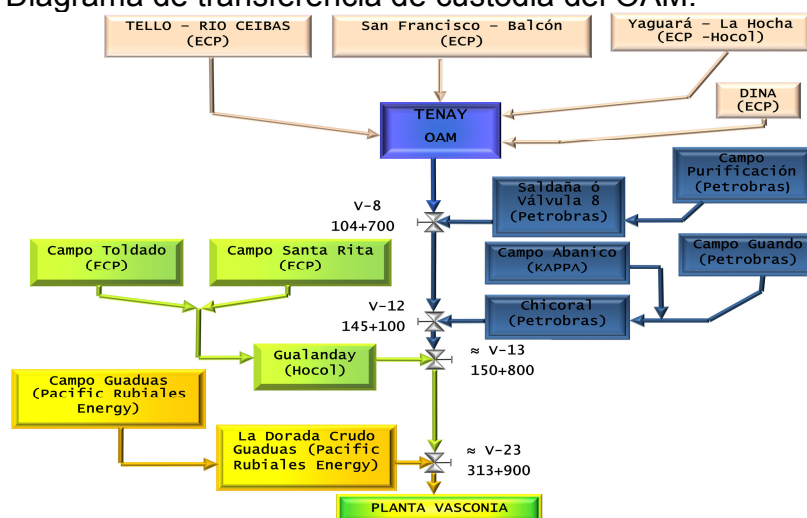 Diagrama de transferencia de custodia del OAM.
TELLO – RIO CEIBAS
(ECP)
San Francisco – Balcón
(ECP)
Yaguará – La Hocha
(ECP -Hocol)
DINA
(ECP)
TENAY
OAM
Campo
Purificación
(Petrobras)
Saldaña ó
Válvula 8
(Petrobras)
V-8
104+700
Campo Toldado
(ECP)
Campo Santa Rita
(ECP)
Campo Abanico
(KAPPA)
Campo Guando
(Petrobras)
V-12
145+100
Chicoral
(Petrobras)
Gualanday
(Hocol)
≈ V-13
150+800
Campo Guaduas
(Pacific Rubiales
Energy)
La Dorada Crudo
Guaduas (Pacific
Rubiales Energy)
≈ V-23
313+900
PLANTA VASCONIA